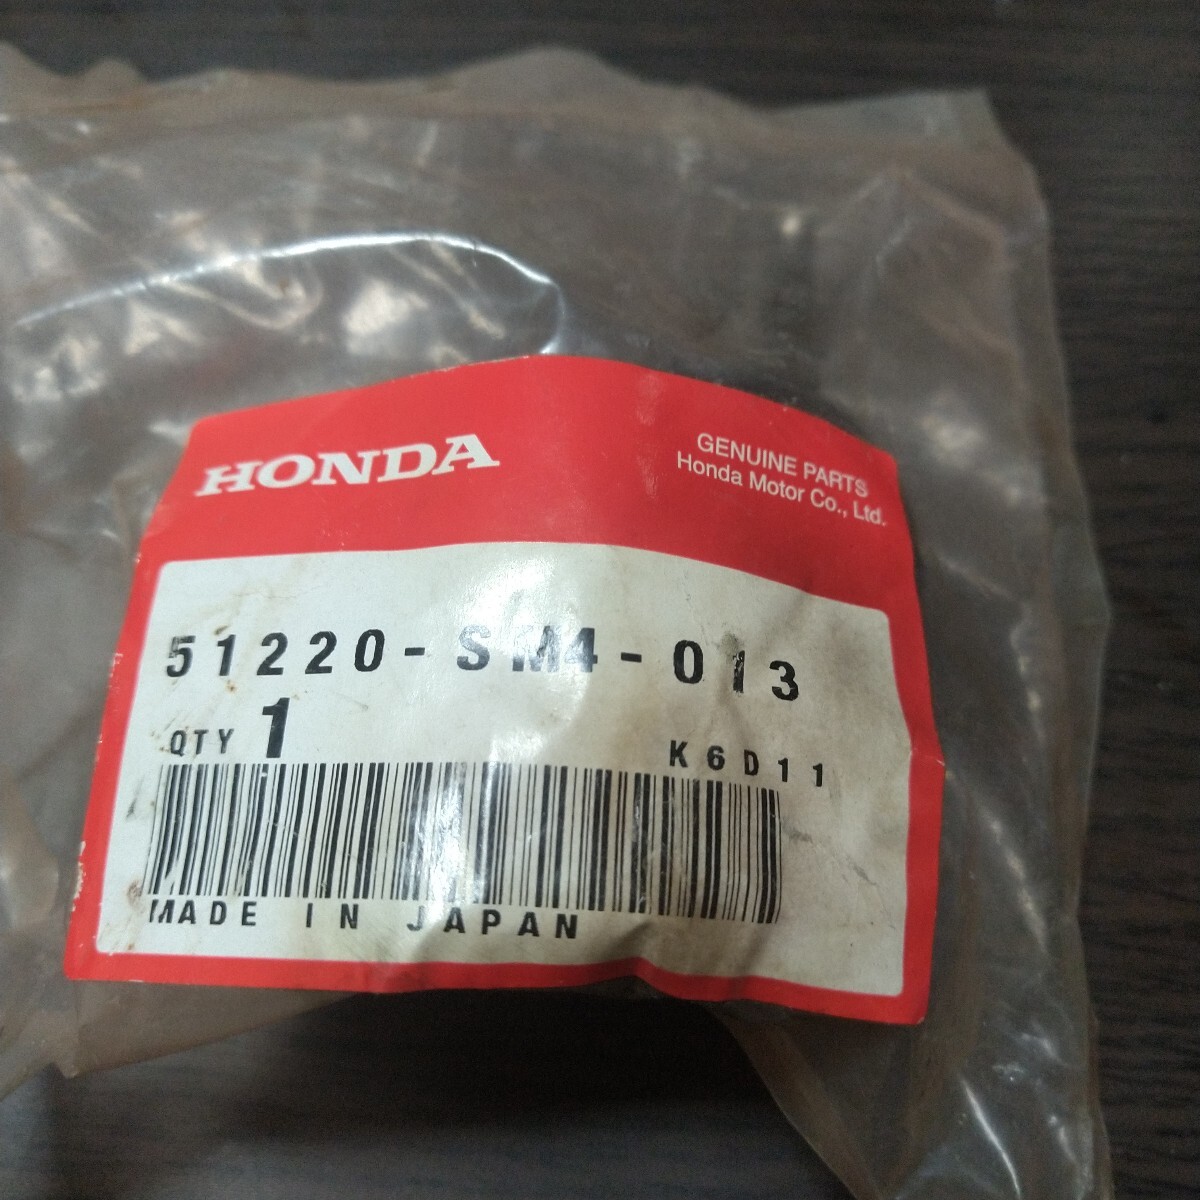 HONDA
GENUINE PARTS
Honda Motor Co., Ltd.
51220-SM4-013
QTY 1
K6D11
MADE IN JAPAN